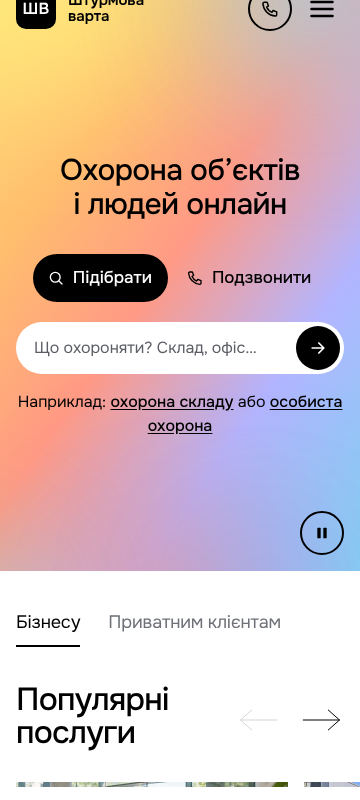 ШВ
Штурмова
варта
Охорона об’єктів
і людей онлайн
Підібрати
Подзвонити
Що охороняти? Склад, офіс...
Наприклад: охорона складу або особиста
охорона
Бізнесу
Приватним клієнтам
Популярні
послуги